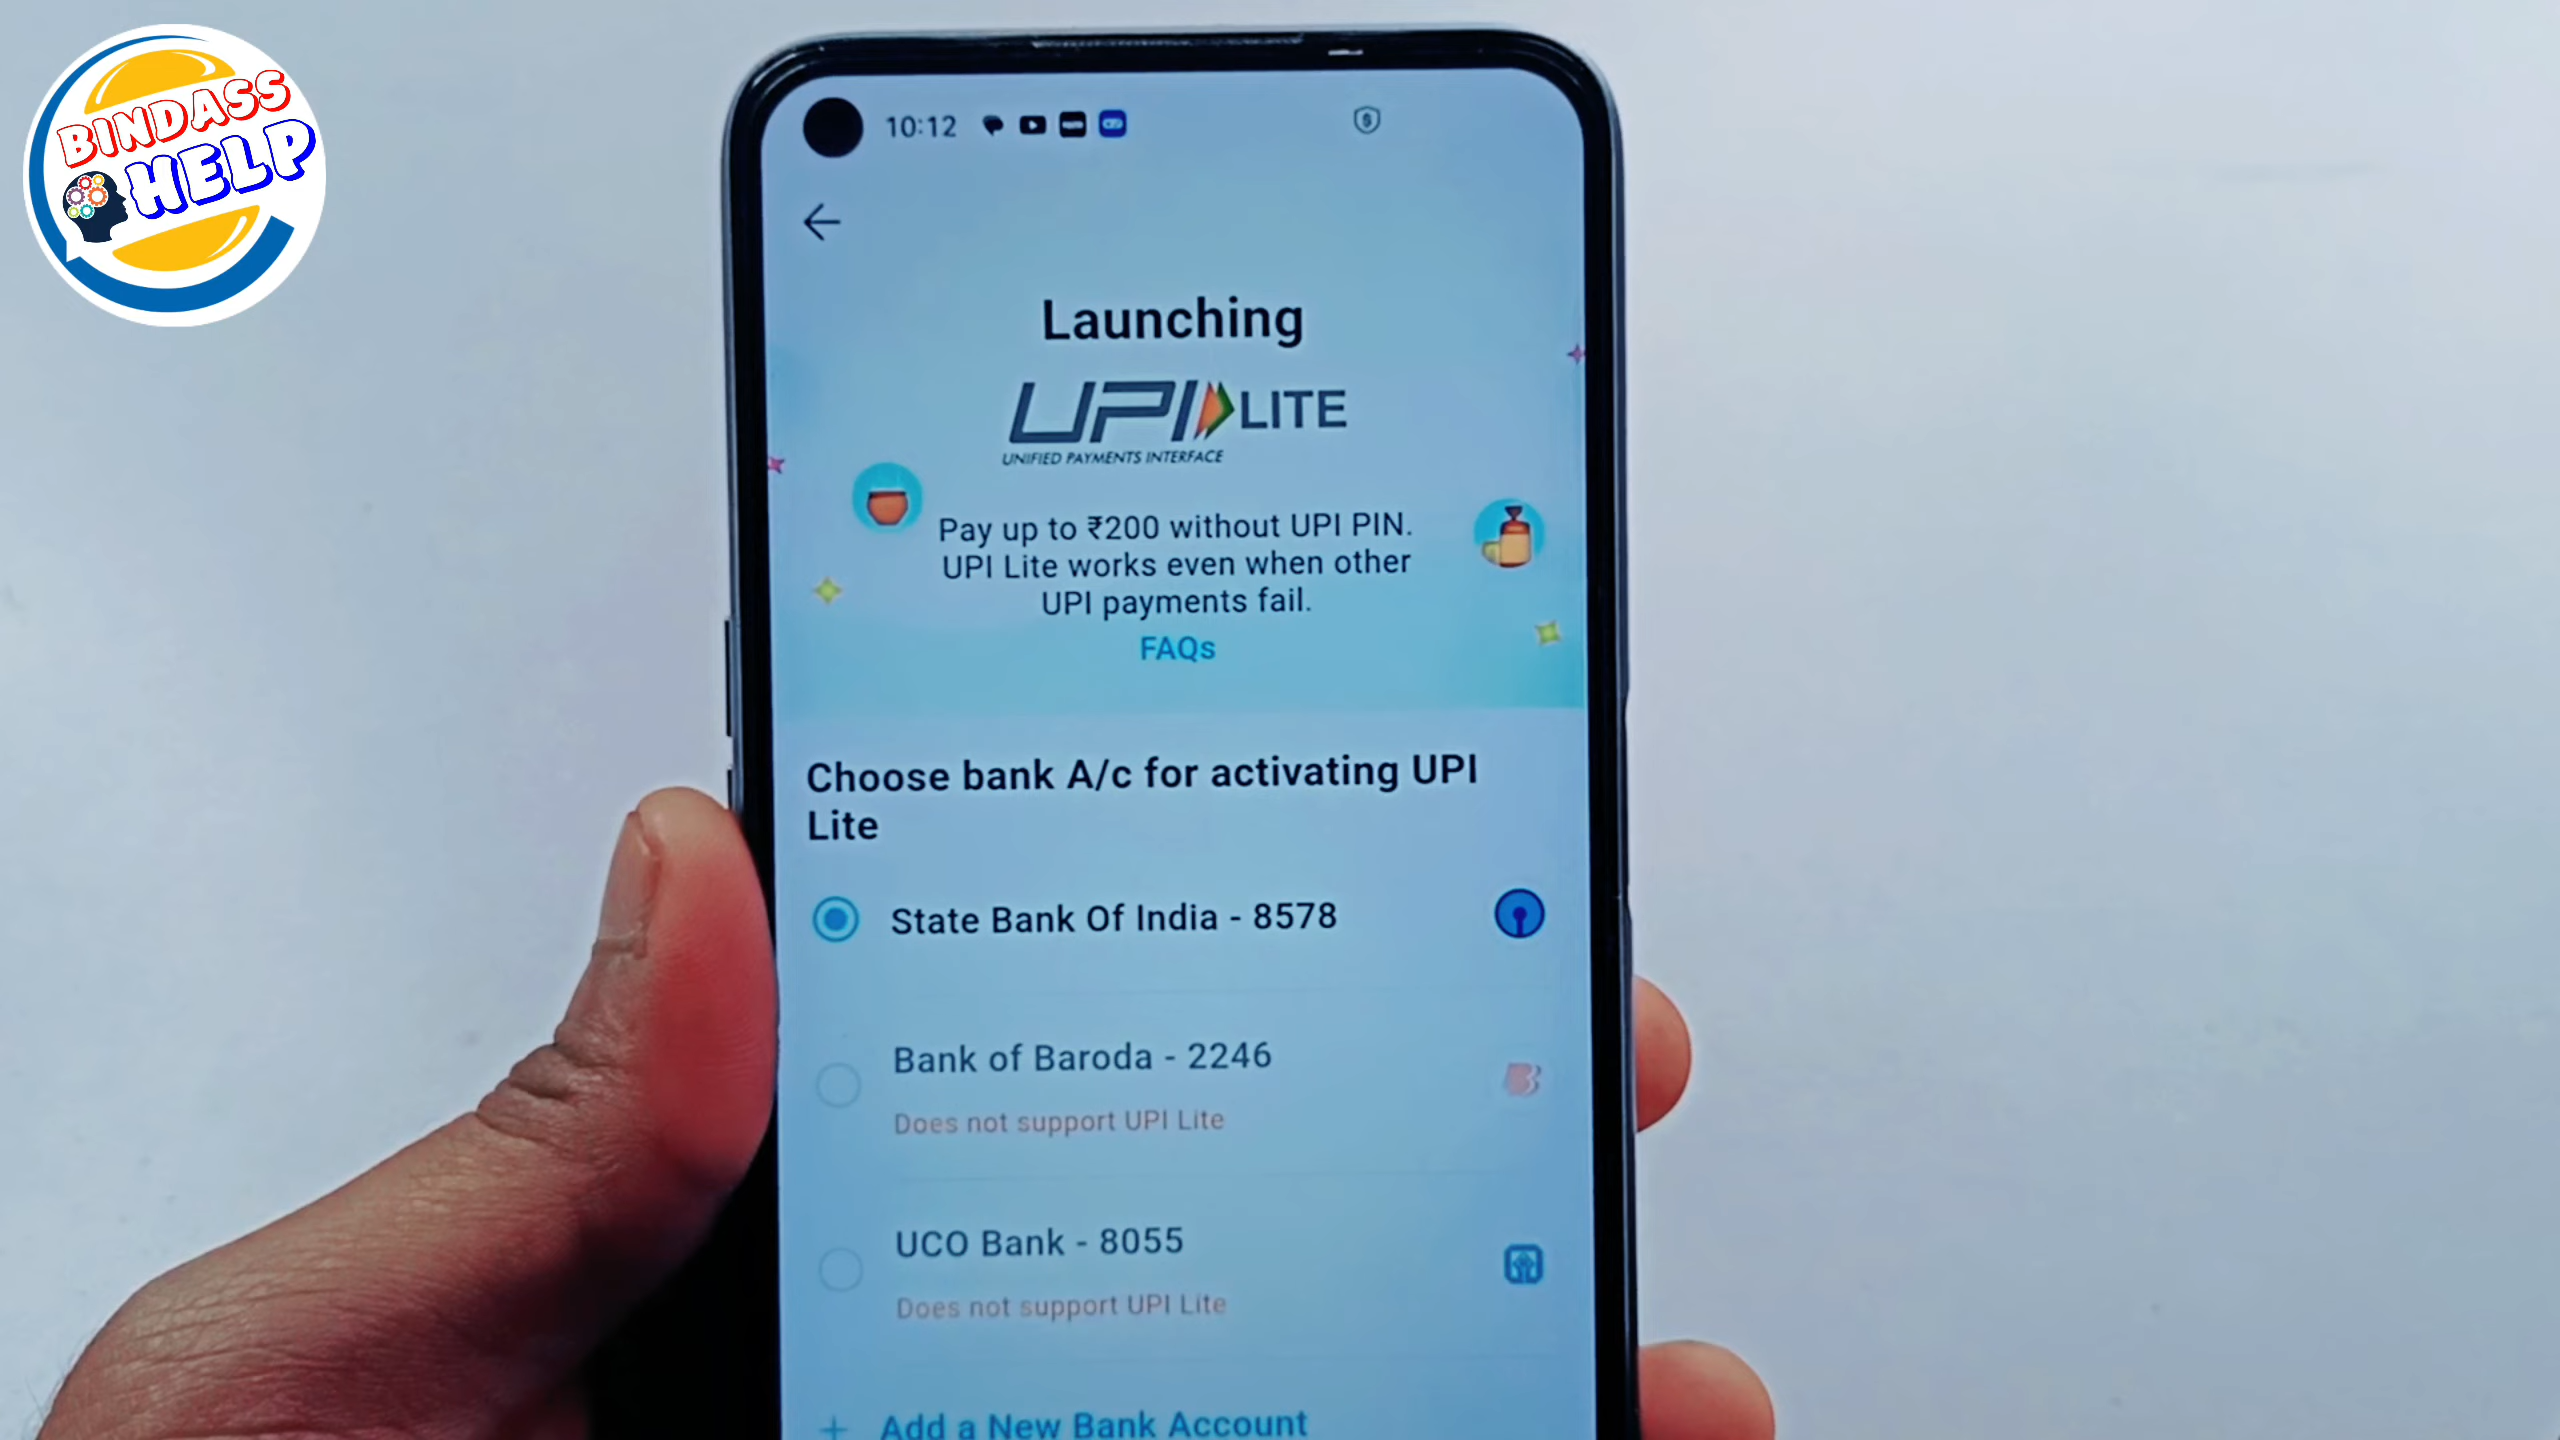 BINDASS
HELP
10:12
Launching
UPI LITE
UNIFIED PAYMENTS INTERFACE
Pay up to ₹200 without UPI PIN.
UPI Lite works even when other
UPI payments fail.
FAQs
Choose bank A/c for activating UPI
Lite
State Bank Of India - 8578
Bank of Baroda - 2246
Does not support UPI Lite
UCO Bank - 8055
Does not support UPI Lite
+ Add a New Bank Account